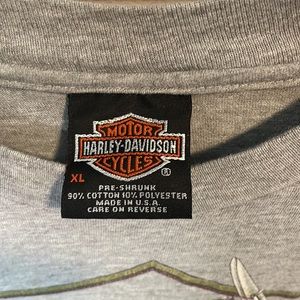 MOTOR
HARLEY-DAVIDSON
CYCLES
®
XL
PRE-SHRUNK
90% COTTON 10% POLYESTER
MADE IN U.S.A.
CARE ON REVERSE